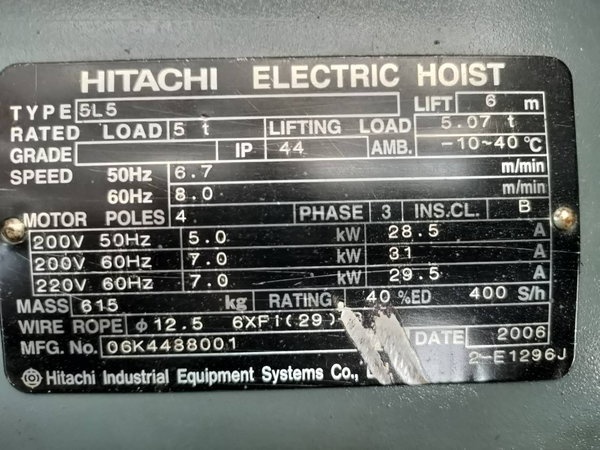 HITACHI ELECTRIC HOIST
TYPE 5L5 LIFT 6 m
RATED LOAD 5 t LIFTING LOAD 5.07 t
GRADE IP 44 AMB. -10~40°C
SPEED 50Hz 6.7 m/min
60Hz 8.0 m/min
MOTOR POLES 4 PHASE 3 INS.CL. B
200V 50Hz 5.0 kW 28.5 A
200V 60Hz 7.0 kW 31 A
220V 60Hz 7.0 kW 29.5 A
MASS 615 kg RATING 40 %ED 400 S/h
WIRE ROPE φ12.5 6XFi(29)
MFG. No. 06K4488001 DATE 2006
2-E1296J
Hitachi Industrial Equipment Systems Co.,